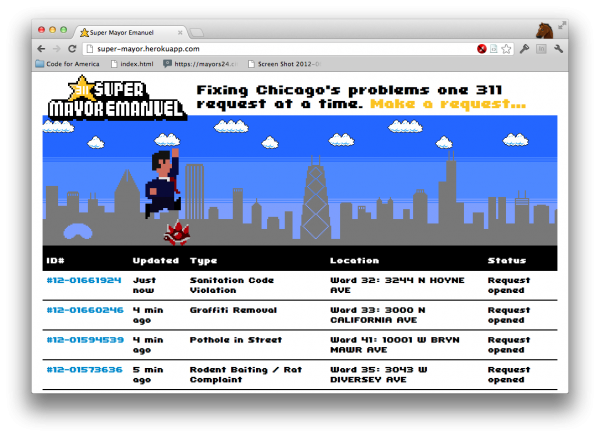 Super Mayor Emanuel
super-mayor.herokuapp.com
Code for America
index.html
https://mayors24.c
Screen Shot 2012-0
311 SUPER
MAYOR EMANUEL
Fixing Chicago's problems one 311
request at a time. Make a request...
ID# Updated Type Location Status
#12-01661924 Just Sanitation Code Ward 32: 3244 N HOYNE Request
now Violation AVE opened
#12-01660246 4 min Graffiti Removal Ward 33: 3000 N Request
ago CALIFORNIA AVE opened
#12-01594539 4 min Pothole in Street Ward 41: 10001 W BRYN Request
ago MAWR AVE opened
#12-01573636 5 min Rodent Baiting / Rat Ward 35: 3043 W Request
ago Complaint DIVERSEY AVE opened